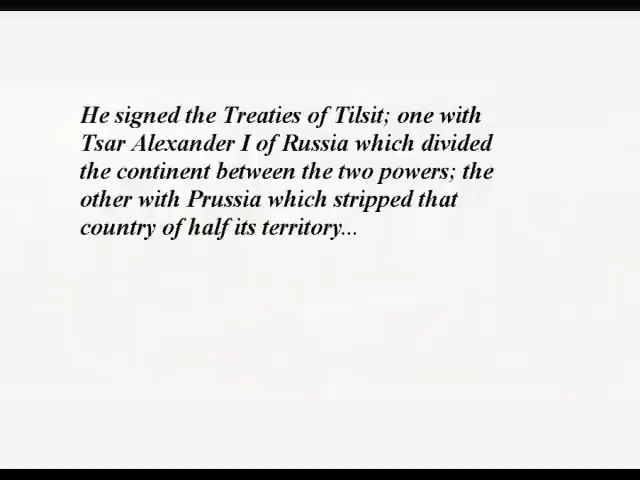 He signed the Treaties of Tilsit; one with
Tsar Alexander I of Russia which divided
the continent between the two powers; the
other with Prussia which stripped that
country of half its territory...